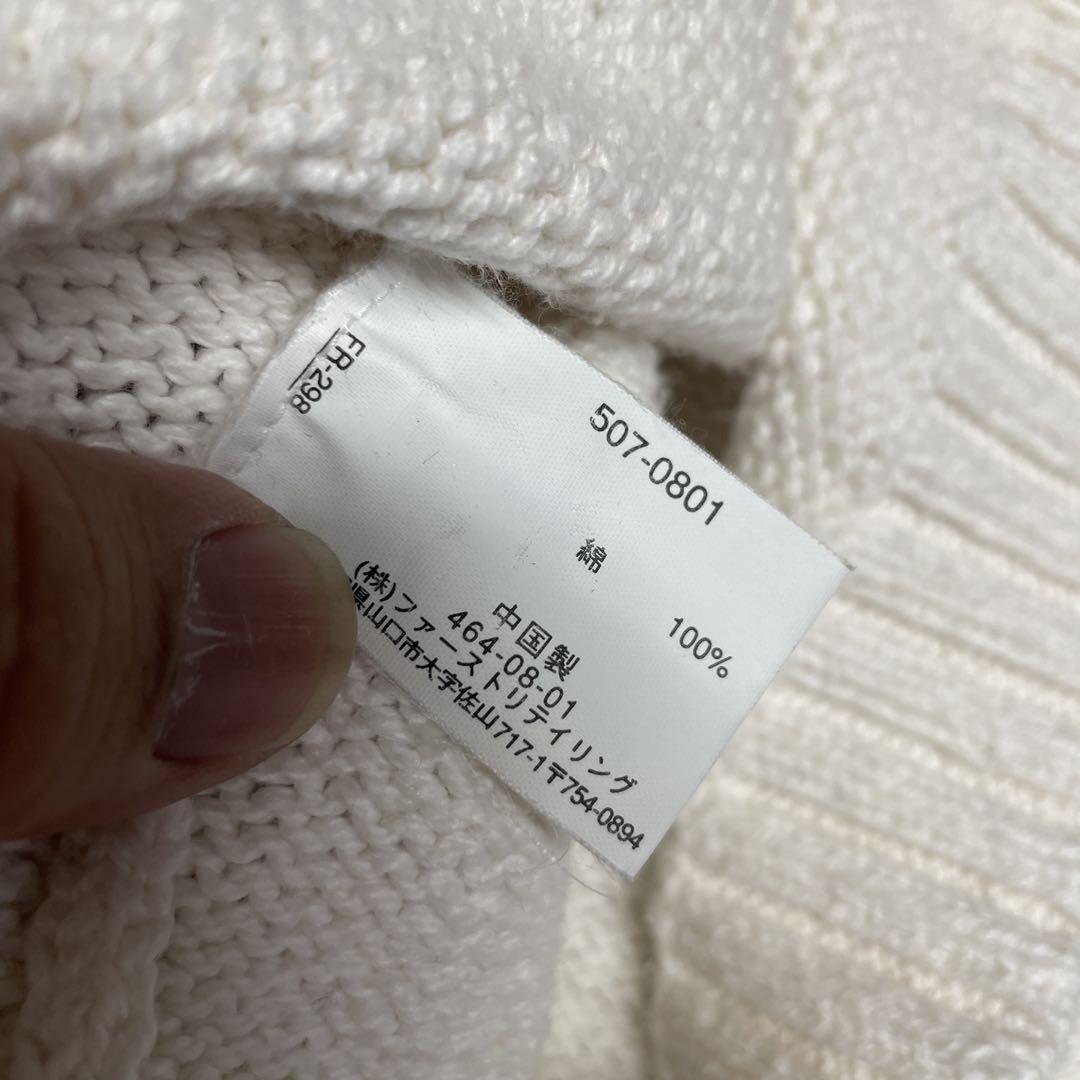 FR-298
507-0801
綿 100%
中国製
464-08-01
(株)ファーストリテイリング
県山口市大字佐山717-1〒754-0894